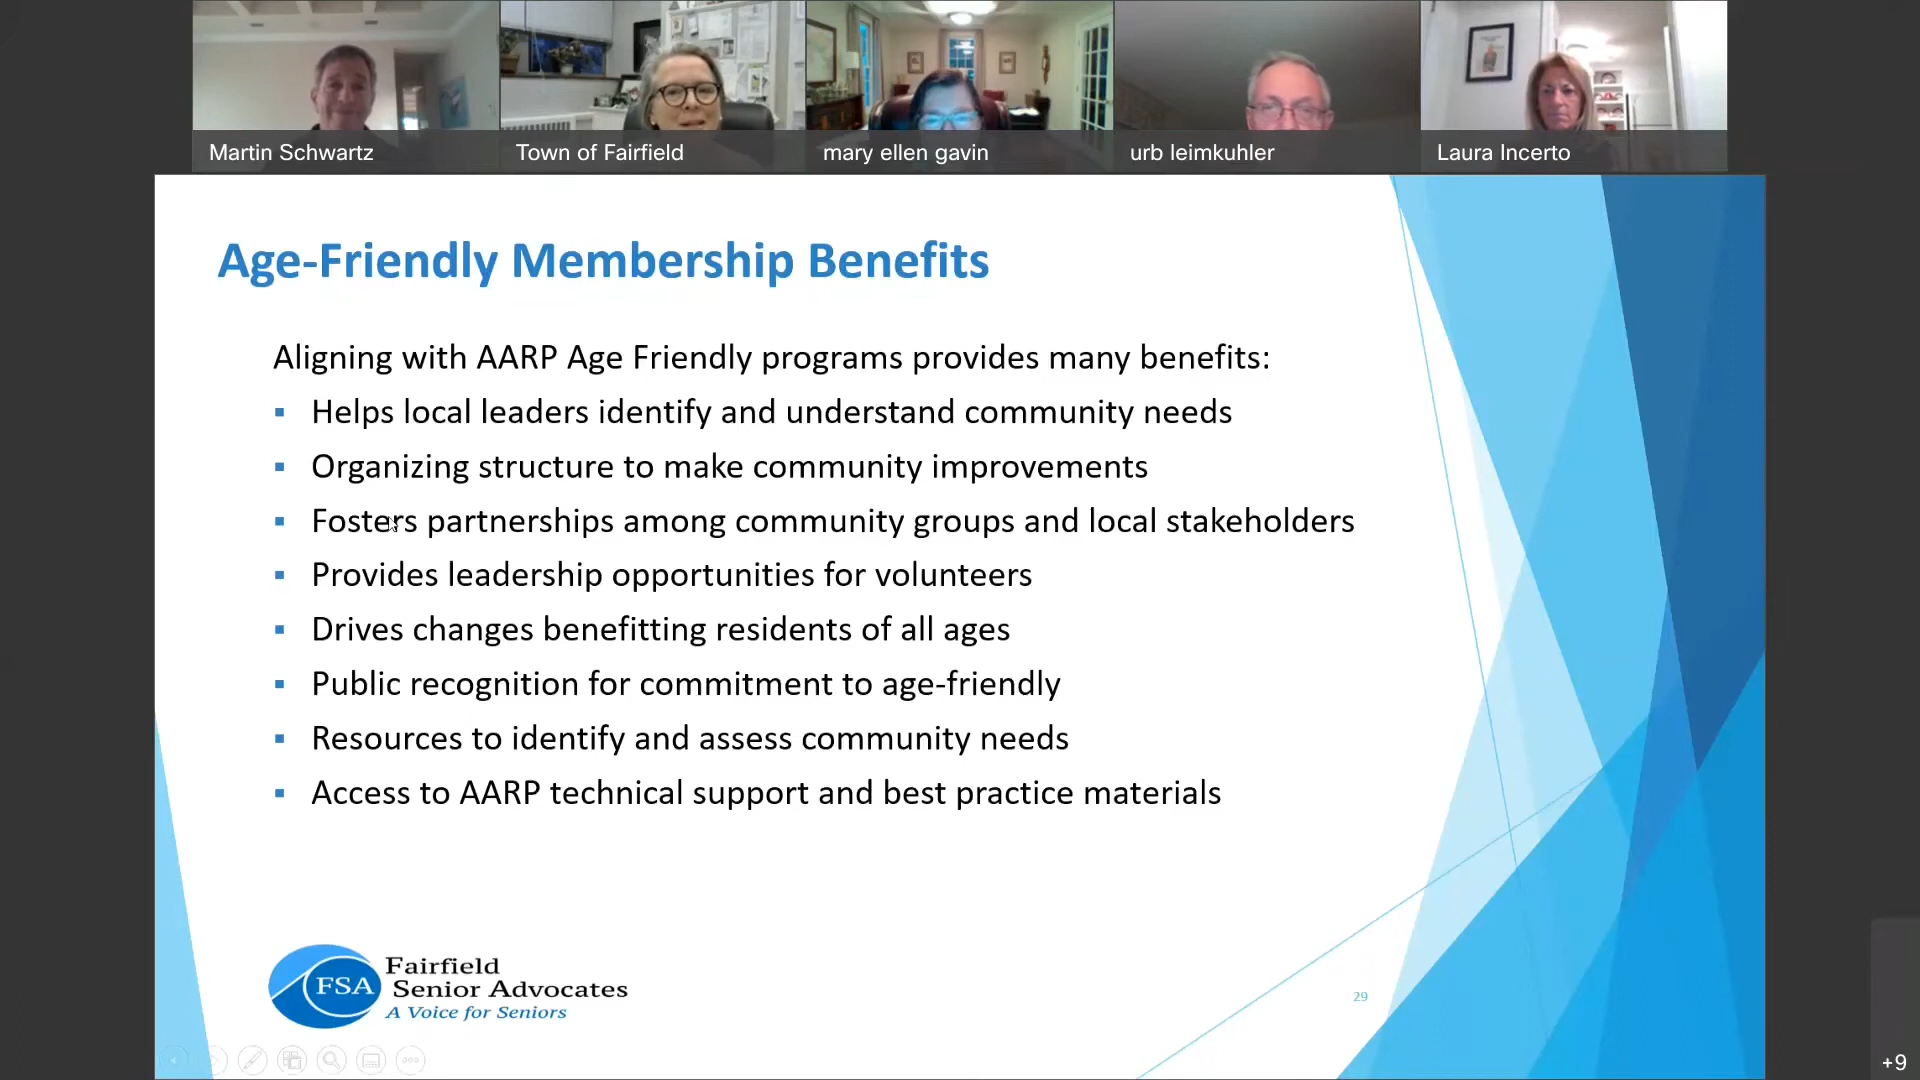 Martin Schwartz
Town of Fairfield
mary ellen gavin
urb leimkuhler
Laura Incerto
Age-Friendly Membership Benefits
Aligning with AARP Age Friendly programs provides many benefits:
▪ Helps local leaders identify and understand community needs
▪ Organizing structure to make community improvements
▪ Fosters partnerships among community groups and local stakeholders
▪ Provides leadership opportunities for volunteers
▪ Drives changes benefitting residents of all ages
▪ Public recognition for commitment to age-friendly
▪ Resources to identify and assess community needs
▪ Access to AARP technical support and best practice materials
FSA
Fairfield
Senior Advocates
A Voice for Seniors
29
+9